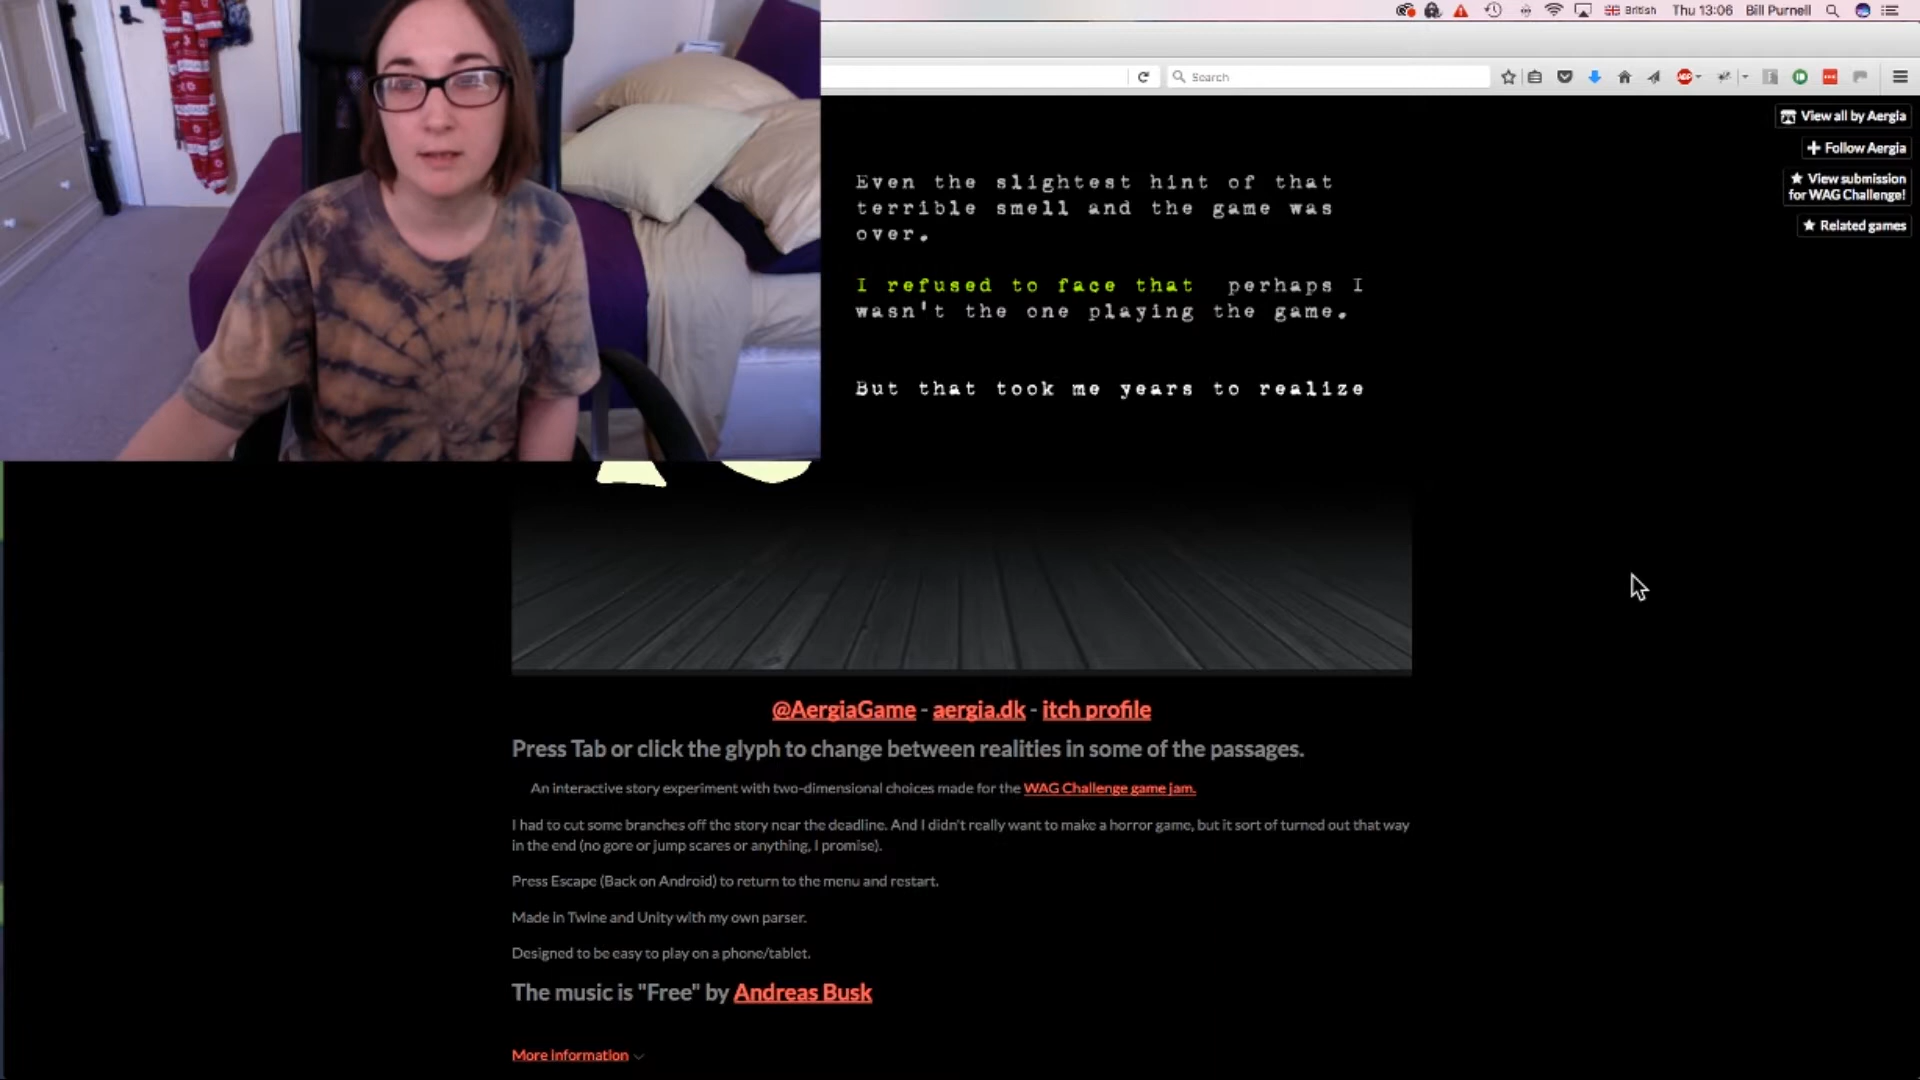 British Thu 13:06 Bill Purnell
Search
View all by Aergia
Follow Aergia
View submission
for WAG Challenge!
Related games
Even the slightest hint of that
terrible smell and the game was
over.
I refused to face that perhaps I
wasn't the one playing the game.
But that took me years to realize
@AergiaGame - aergia.dk - itch profile
Press Tab or click the glyph to change between realities in some of the passages.
An interactive story experiment with two-dimensional choices made for the WAG Challenge game jam.
I had to cut some branches off the story near the deadline. And I didn't really want to make a horror game, but it sort of turned out that way
in the end (no gore or jump scares or anything, I promise).
Press Escape (Back on Android) to return to the menu and restart.
Made in Twine and Unity with my own parser.
Designed to be easy to play on a phone/tablet.
The music is "Free" by Andreas Busk
More information